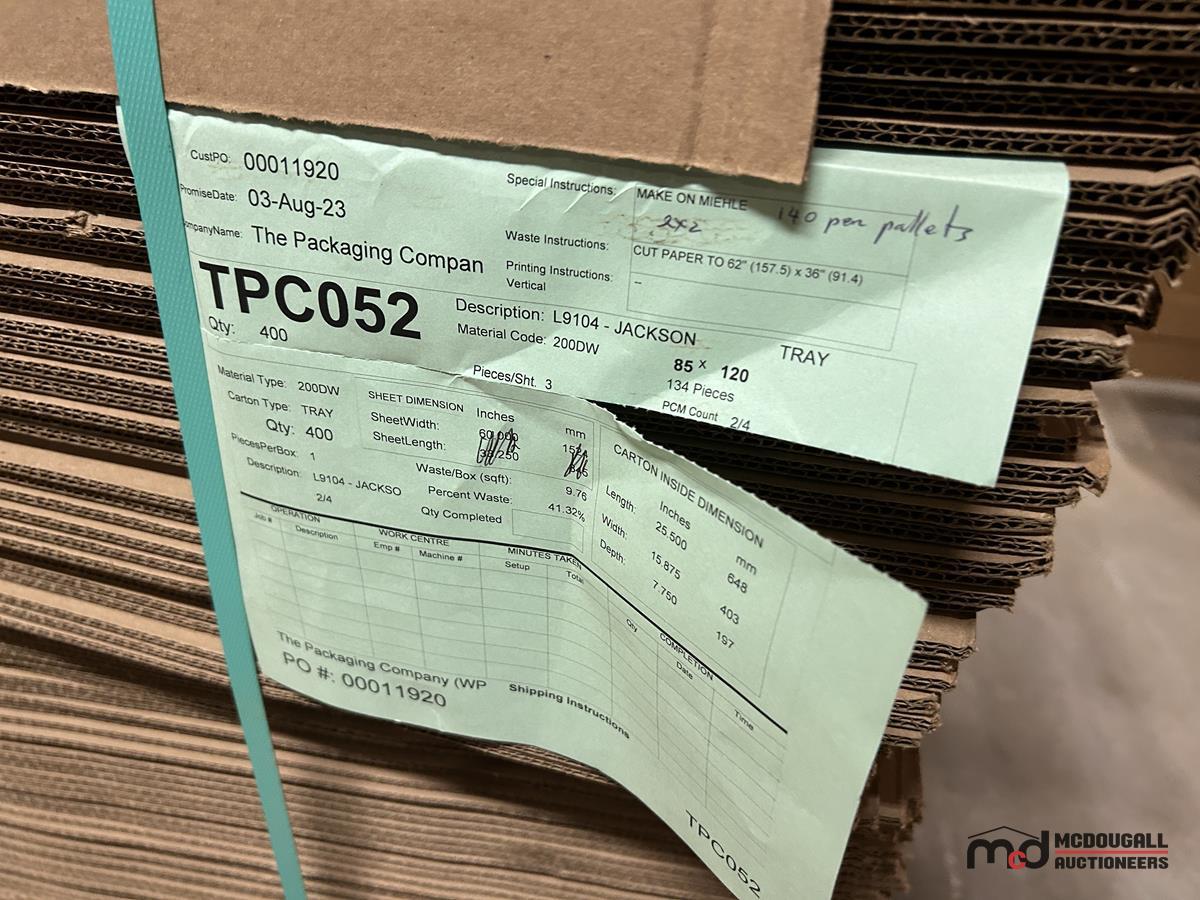 CustPO: 00011920
PromiseDate: 03-Aug-23
mpanyName: The Packaging Compan
TPC052
Qty: 400
Special Instructions: MAKE ON MIEHLE 140 per pallets
2x2
Waste Instructions: CUT PAPER TO 62" (157.5) x 36" (91.4)
Printing Instructions: --
Vertical
Description: L9104 - JACKSON TRAY
Material Code: 200DW 85 x 120
Pieces/Sht. 3 134 Pieces
PCM Count 2/4
Material Type: 200DW
Carton Type: TRAY
Qty: 400
PiecesPerBox: 1
Description: L9104 - JACKSO
2/4
SHEET DIMENSION Inches mm
SheetWidth:
SheetLength:
Waste/Box (sqft): 9.76
Percent Waste: 41.32%
Qty Completed
CARTON INSIDE DIMENSION
Inches mm
Length: 25.500 648
Width: 15.875 403
Depth: 7.750 197
OPERATION WORK CENTRE MINUTES TAKEN COMPLETION
Job # Description Emp # Machine # Setup Total Qty Date Time
The Packaging Company (WP
PO #: 00011920
Shipping Instructions
TPC052
mcd MCDOUGALL
AUCTIONEERS